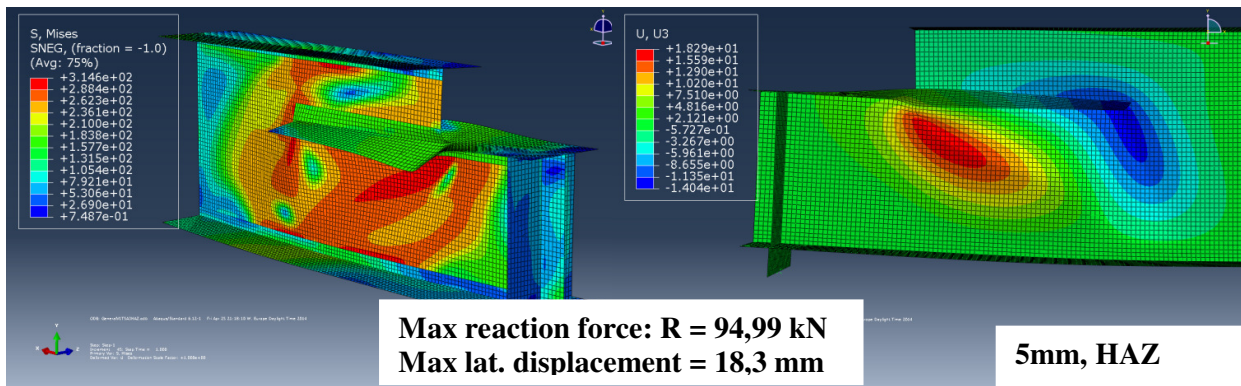 S, Mises
SNEG, (fraction = -1.0)
(Avg: 75%)
+3.146e+02
+2.884e+02
+2.623e+02
+2.361e+02
+2.100e+02
+1.838e+02
+1.577e+02
+1.315e+02
+1.054e+02
+7.921e+01
+5.306e+01
+2.690e+01
+7.487e-01
U, U3
+1.829e+01
+1.559e+01
+1.290e+01
+1.020e+01
+7.510e+00
+4.816e+00
+2.121e+00
-5.727e-01
-3.267e+00
-5.961e+00
-8.655e+00
-1.135e+01
-1.404e+01
Max reaction force: R = 94,99 kN
Max lat. displacement = 18,3 mm
5mm, HAZ